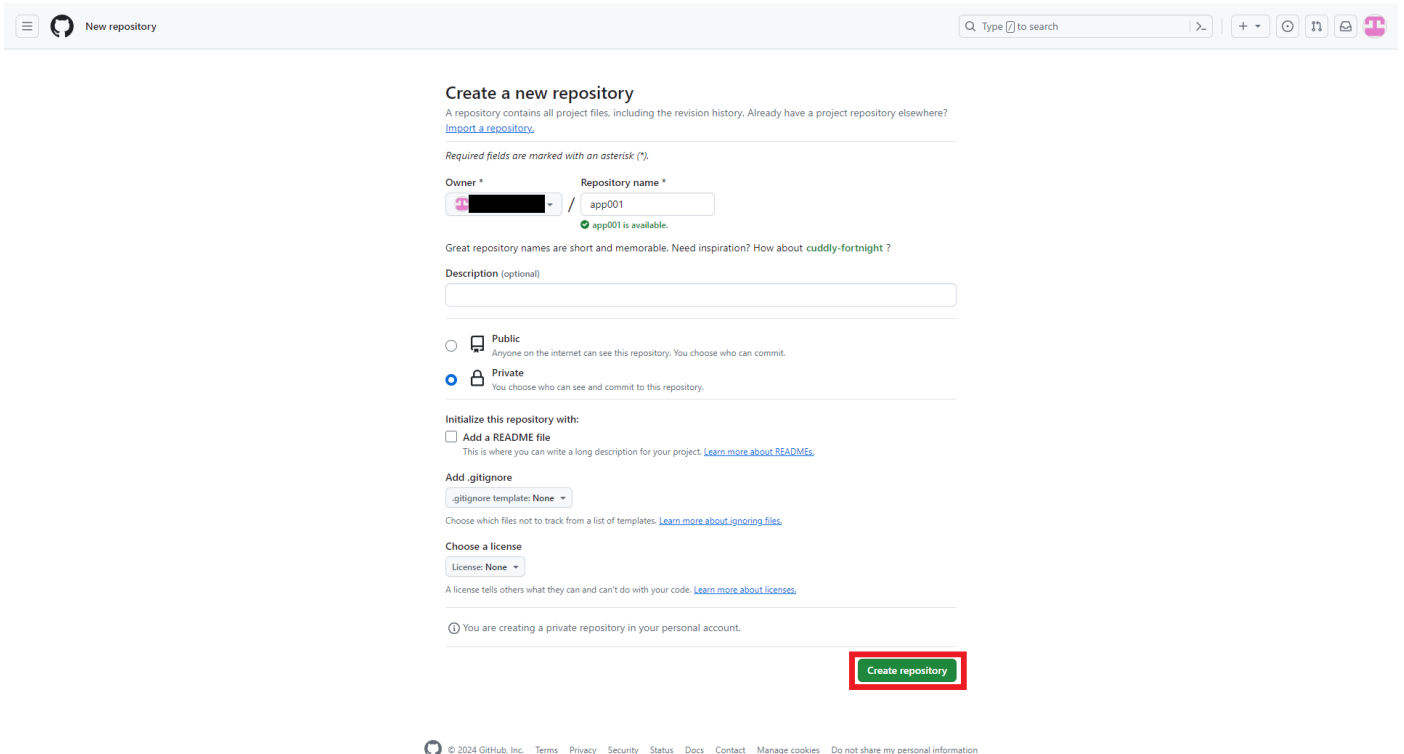 New repository
Type / to search
Create a new repository
A repository contains all project files, including the revision history. Already have a project repository elsewhere?
Import a repository.
Required fields are marked with an asterisk (*).
Owner * Repository name *
/ app001
app001 is available.
Great repository names are short and memorable. Need inspiration? How about cuddly-fortnight ?
Description (optional)
Public
Anyone on the internet can see this repository. You choose who can commit.
Private
You choose who can see and commit to this repository.
Initialize this repository with:
Add a README file
This is where you can write a long description for your project. Learn more about READMEs.
Add .gitignore
.gitignore template: None
Choose which files not to track from a list of templates. Learn more about ignoring files.
Choose a license
License: None
A license tells others what they can and can't do with your code. Learn more about licenses.
You are creating a private repository in your personal account.
Create repository
© 2024 GitHub, Inc. Terms Privacy Security Status Docs Contact Manage cookies Do not share my personal information